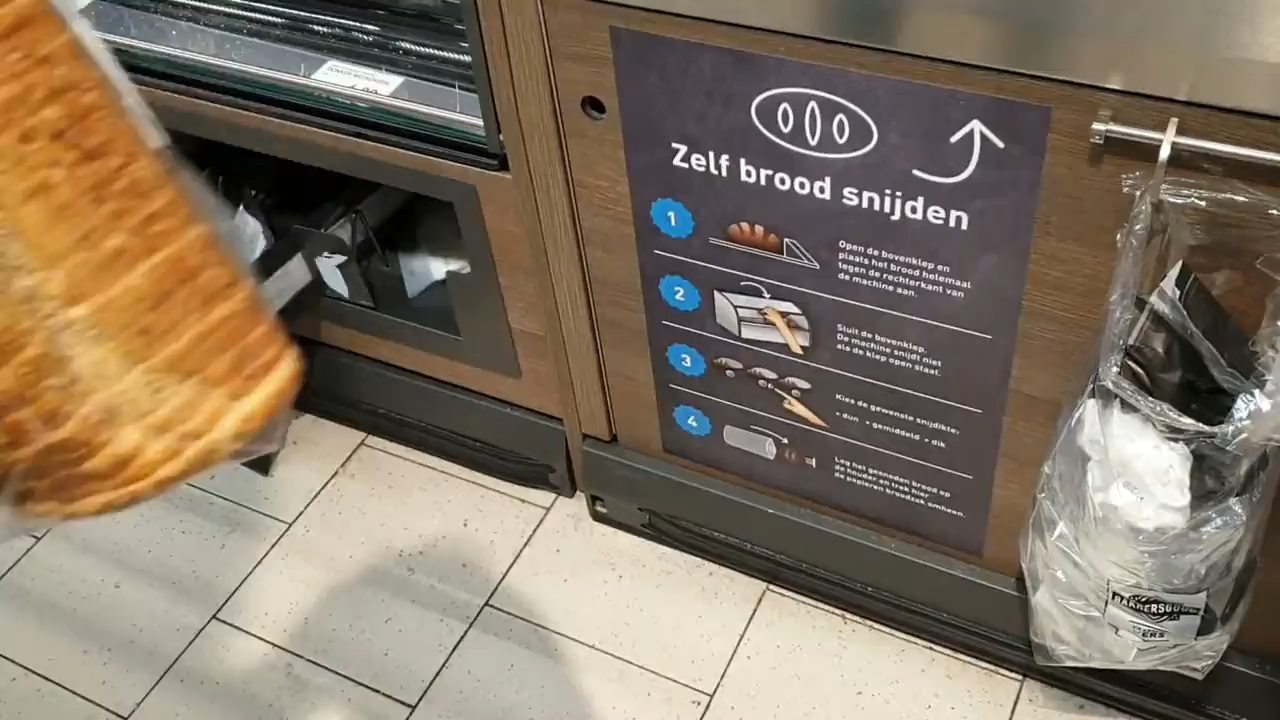 Zelf brood snijden
1
Open de bovenklep en
plaats het brood helemaal
tegen de rechterkant van
de machine aan.
2
Sluit de bovenklep.
De machine snijdt niet
als de klep open staat.
3
Kies de gewenste snijdikte:
• dun • gemiddeld • dik
4
Leg het gesneden brood op
de houder en trek hier
de papieren broodzak omheen.